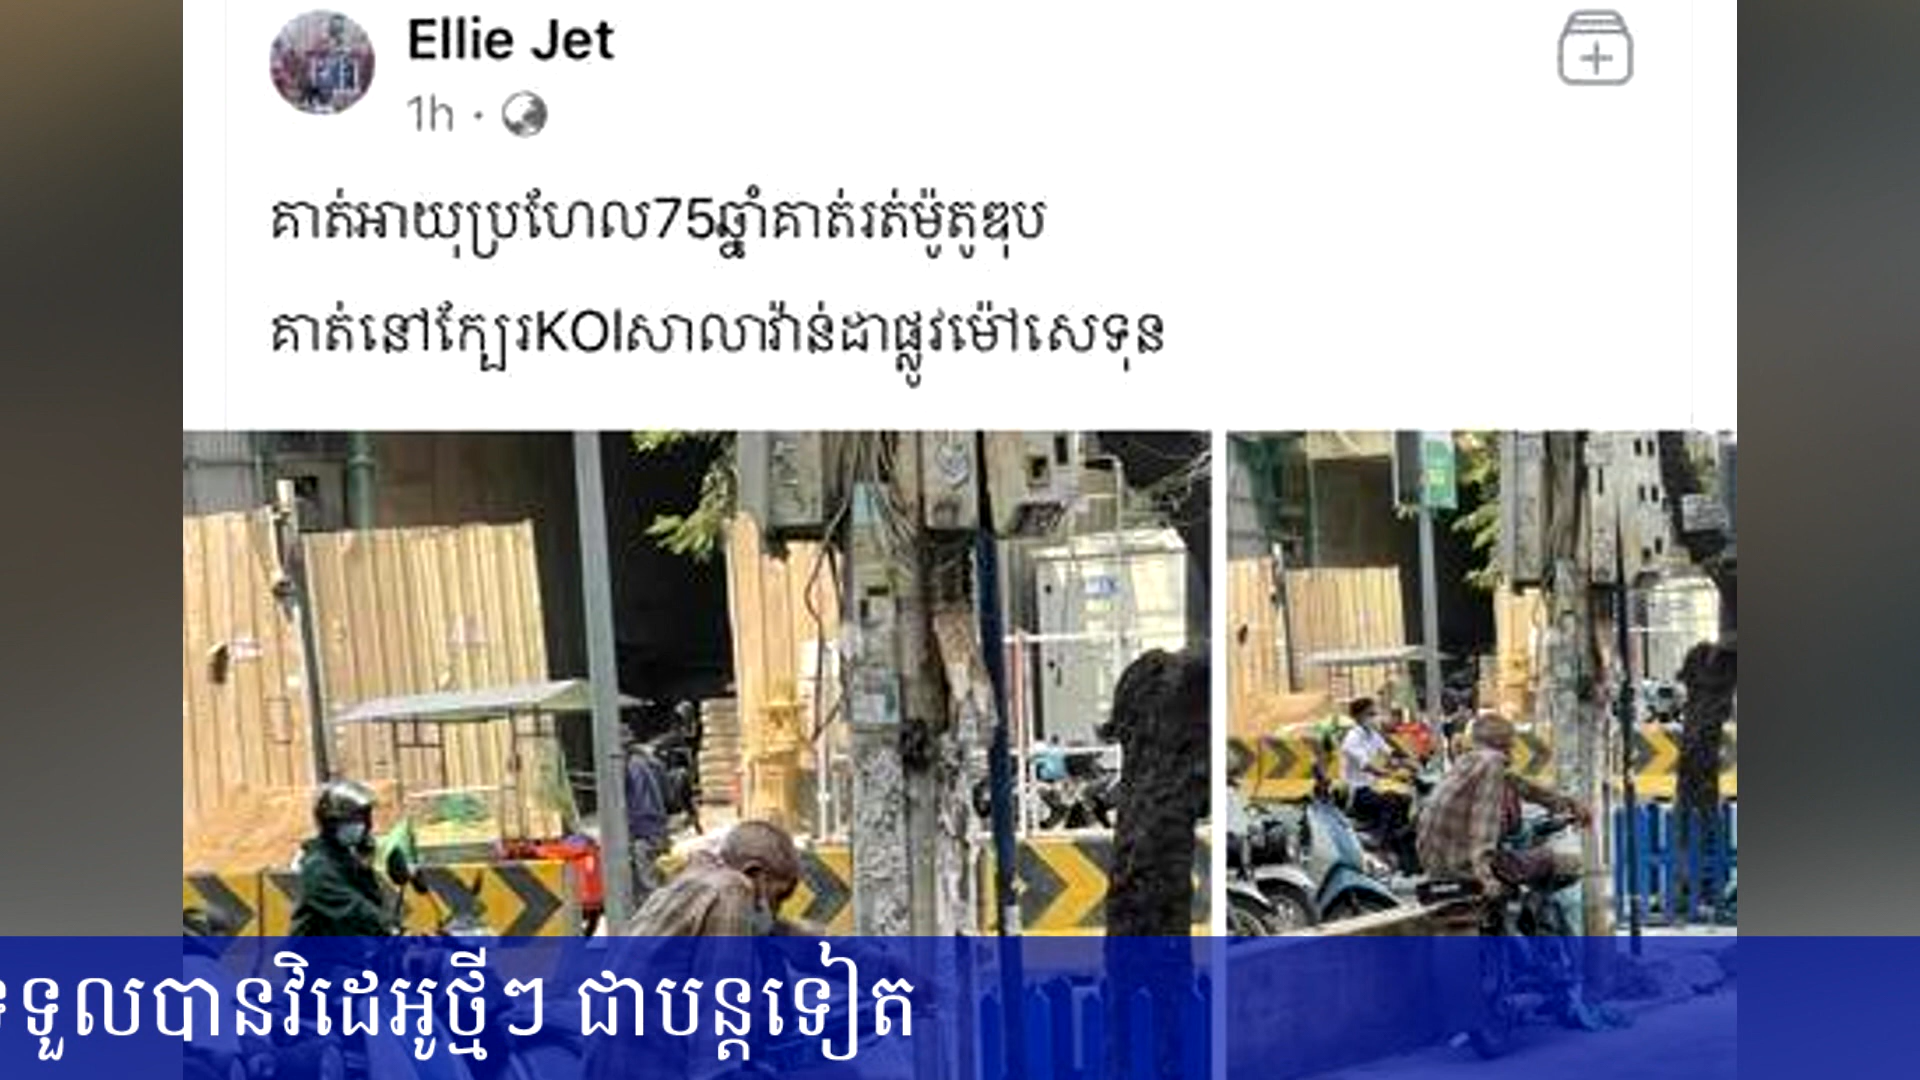 Ellie Jet
1h ·
គាត់អាយុប្រហែល75ឆ្នាំគាត់រត់ម៉ូតូឌុប
គាត់នៅក្បែរKOIសាលាវ៉ាន់ដាផ្លូវម៉ៅសេទុន
ទទួលបានវិដេអូថ្មីៗ ជាបន្តទៀត